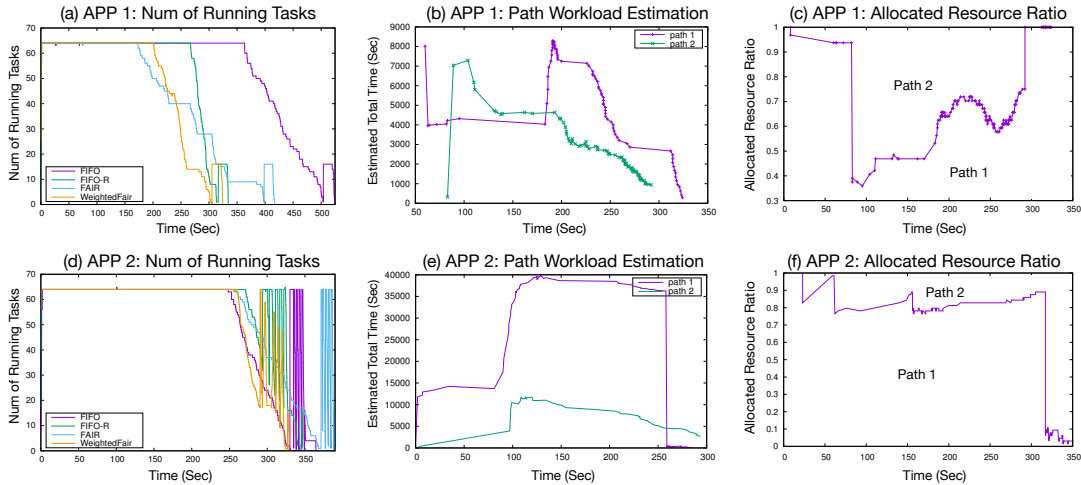 (a) APP 1: Num of Running Tasks
Num of Running Tasks
70
60
50
40
30
20
10
0
FIFO
FIFO-R
FAIR
WeightedFair
0 50 100 150 200 250 300 350 400 450 500
Time (Sec)
(b) APP 1: Path Workload Estimation
Estimated Total Time (Sec)
9000
8000
7000
6000
5000
4000
3000
2000
1000
0
path 1
path 2
0 50 100 150 200 250 300 350
Time (Sec)
(c) APP 1: Allocated Resource Ratio
Allocated Resource Ratio
1
0.9
0.8
0.7
0.6
0.5
0.4
0.3
Path 2
Path 1
0 50 100 150 200 250 300 350
Time (Sec)
(d) APP 2: Num of Running Tasks
Num of Running Tasks
70
60
50
40
30
20
10
0
FIFO
FIFO-R
FAIR
WeightedFair
0 50 100 150 200 250 300 350
Time (Sec)
(e) APP 2: Path Workload Estimation
Estimated Total Time (Sec)
40000
35000
30000
25000
20000
15000
10000
5000
0
path 1
path 2
0 50 100 150 200 250 300
Time (Sec)
(f) APP 2: Allocated Resource Ratio
Allocated Resource Ratio
1
0.9
0.8
0.7
0.6
0.5
0.4
0.3
0.2
0.1
0
Path 2
Path 1
0 50 100 150 200 250 300 350
Time (Sec)